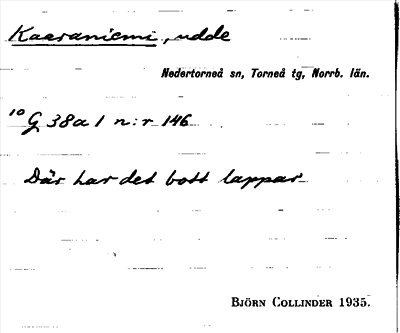 Kaaraniemi, udde
Nedertorneå sn, Torneå tg, Norrb. län.
10 G 38a 1 n:r 146
Där har det bott lappar
BJÖRN COLLINDER 1935.